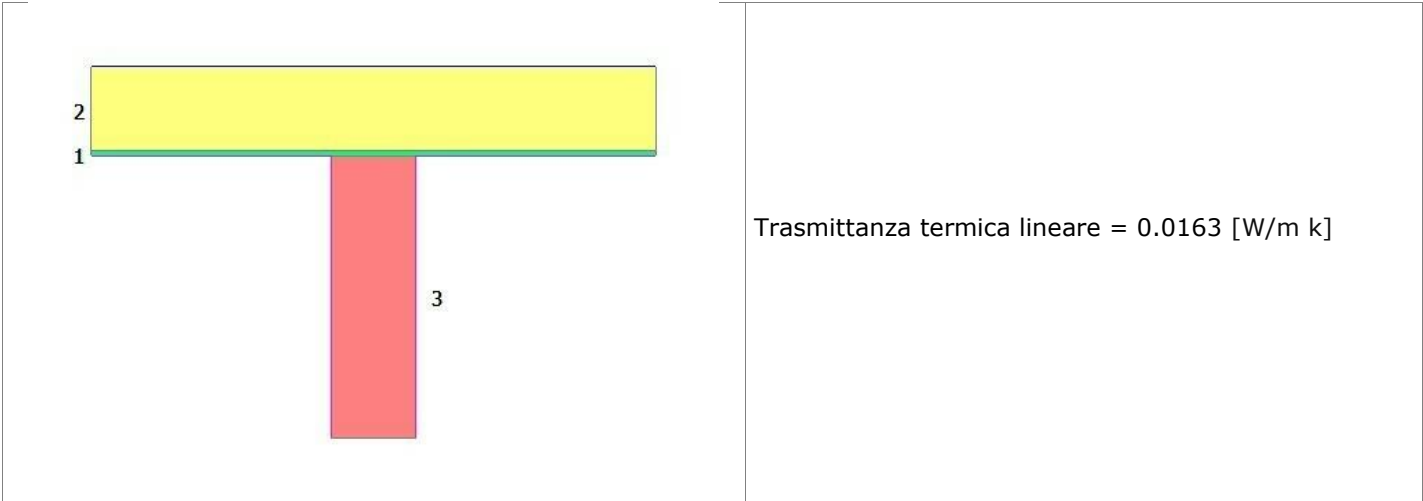 2
1
Trasmittanza termica lineare = 0.0163 [W/m k]
3